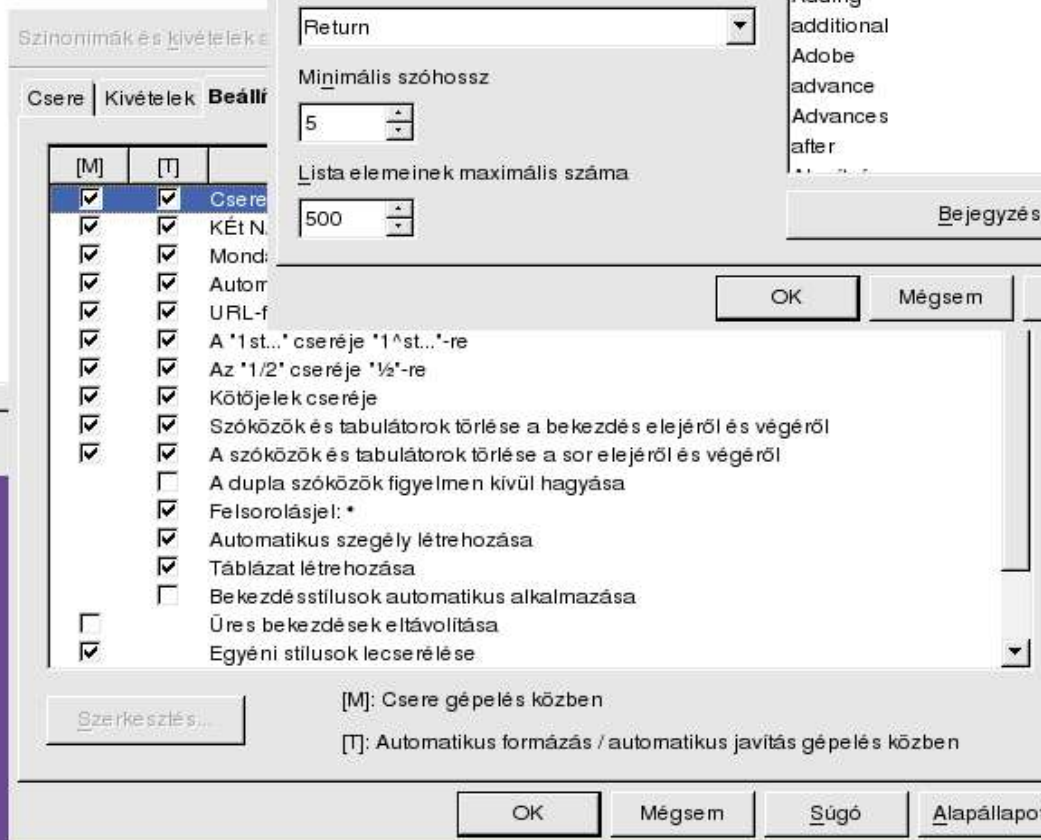 Adding
Return
additional
Adobe
advance
Advances
after
Minimális szóhossz
5
Lista elemeinek maximális száma
500
Bejegyzés
OK
Mégsem
Szinonimák és kivételek
Csere
Kivételek
Beállí
[M]
[T]
Csere
KÉt N
Monda
Autom
URL-f
A "1st..." cseréje "1^st..."-re
Az "1/2" cseréje "½"-re
Kötőjelek cseréje
Szóközök és tabulátorok törlése a bekezdés elejéről és végéről
A szóközök és tabulátorok törlése a sor elejéről és végéről
A dupla szóközök figyelmen kívül hagyása
Felsorolásjel: •
Automatikus szegély létrehozása
Táblázat létrehozása
Bekezdésstílusok automatikus alkalmazása
Üres bekezdések eltávolítása
Egyéni stílusok lecserélése
Szerkesztés...
[M]: Csere gépelés közben
[T]: Automatikus formázás / automatikus javítás gépelés közben
OK
Mégsem
Súgó
Alapállapo